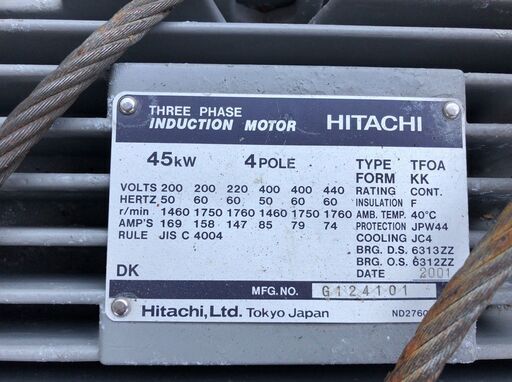 THREE PHASE
INDUCTION MOTOR HITACHI
45kW 4POLE
TYPE TFOA
FORM KK
VOLTS 200 200 220 400 400 440 RATING CONT.
HERTZ 50 60 60 50 60 60 INSULATION F
r/min 1460 1750 1760 1460 1750 1760 AMB. TEMP. 40°C
AMP'S 169 158 147 85 79 74 PROTECTION JPW44
RULE JIS C 4004 COOLING JC4
BRG. D.S. 6313ZZ
BRG. O.S. 6312ZZ
DK DATE 2001
MFG.NO. G124101
Hitachi,Ltd. Tokyo Japan